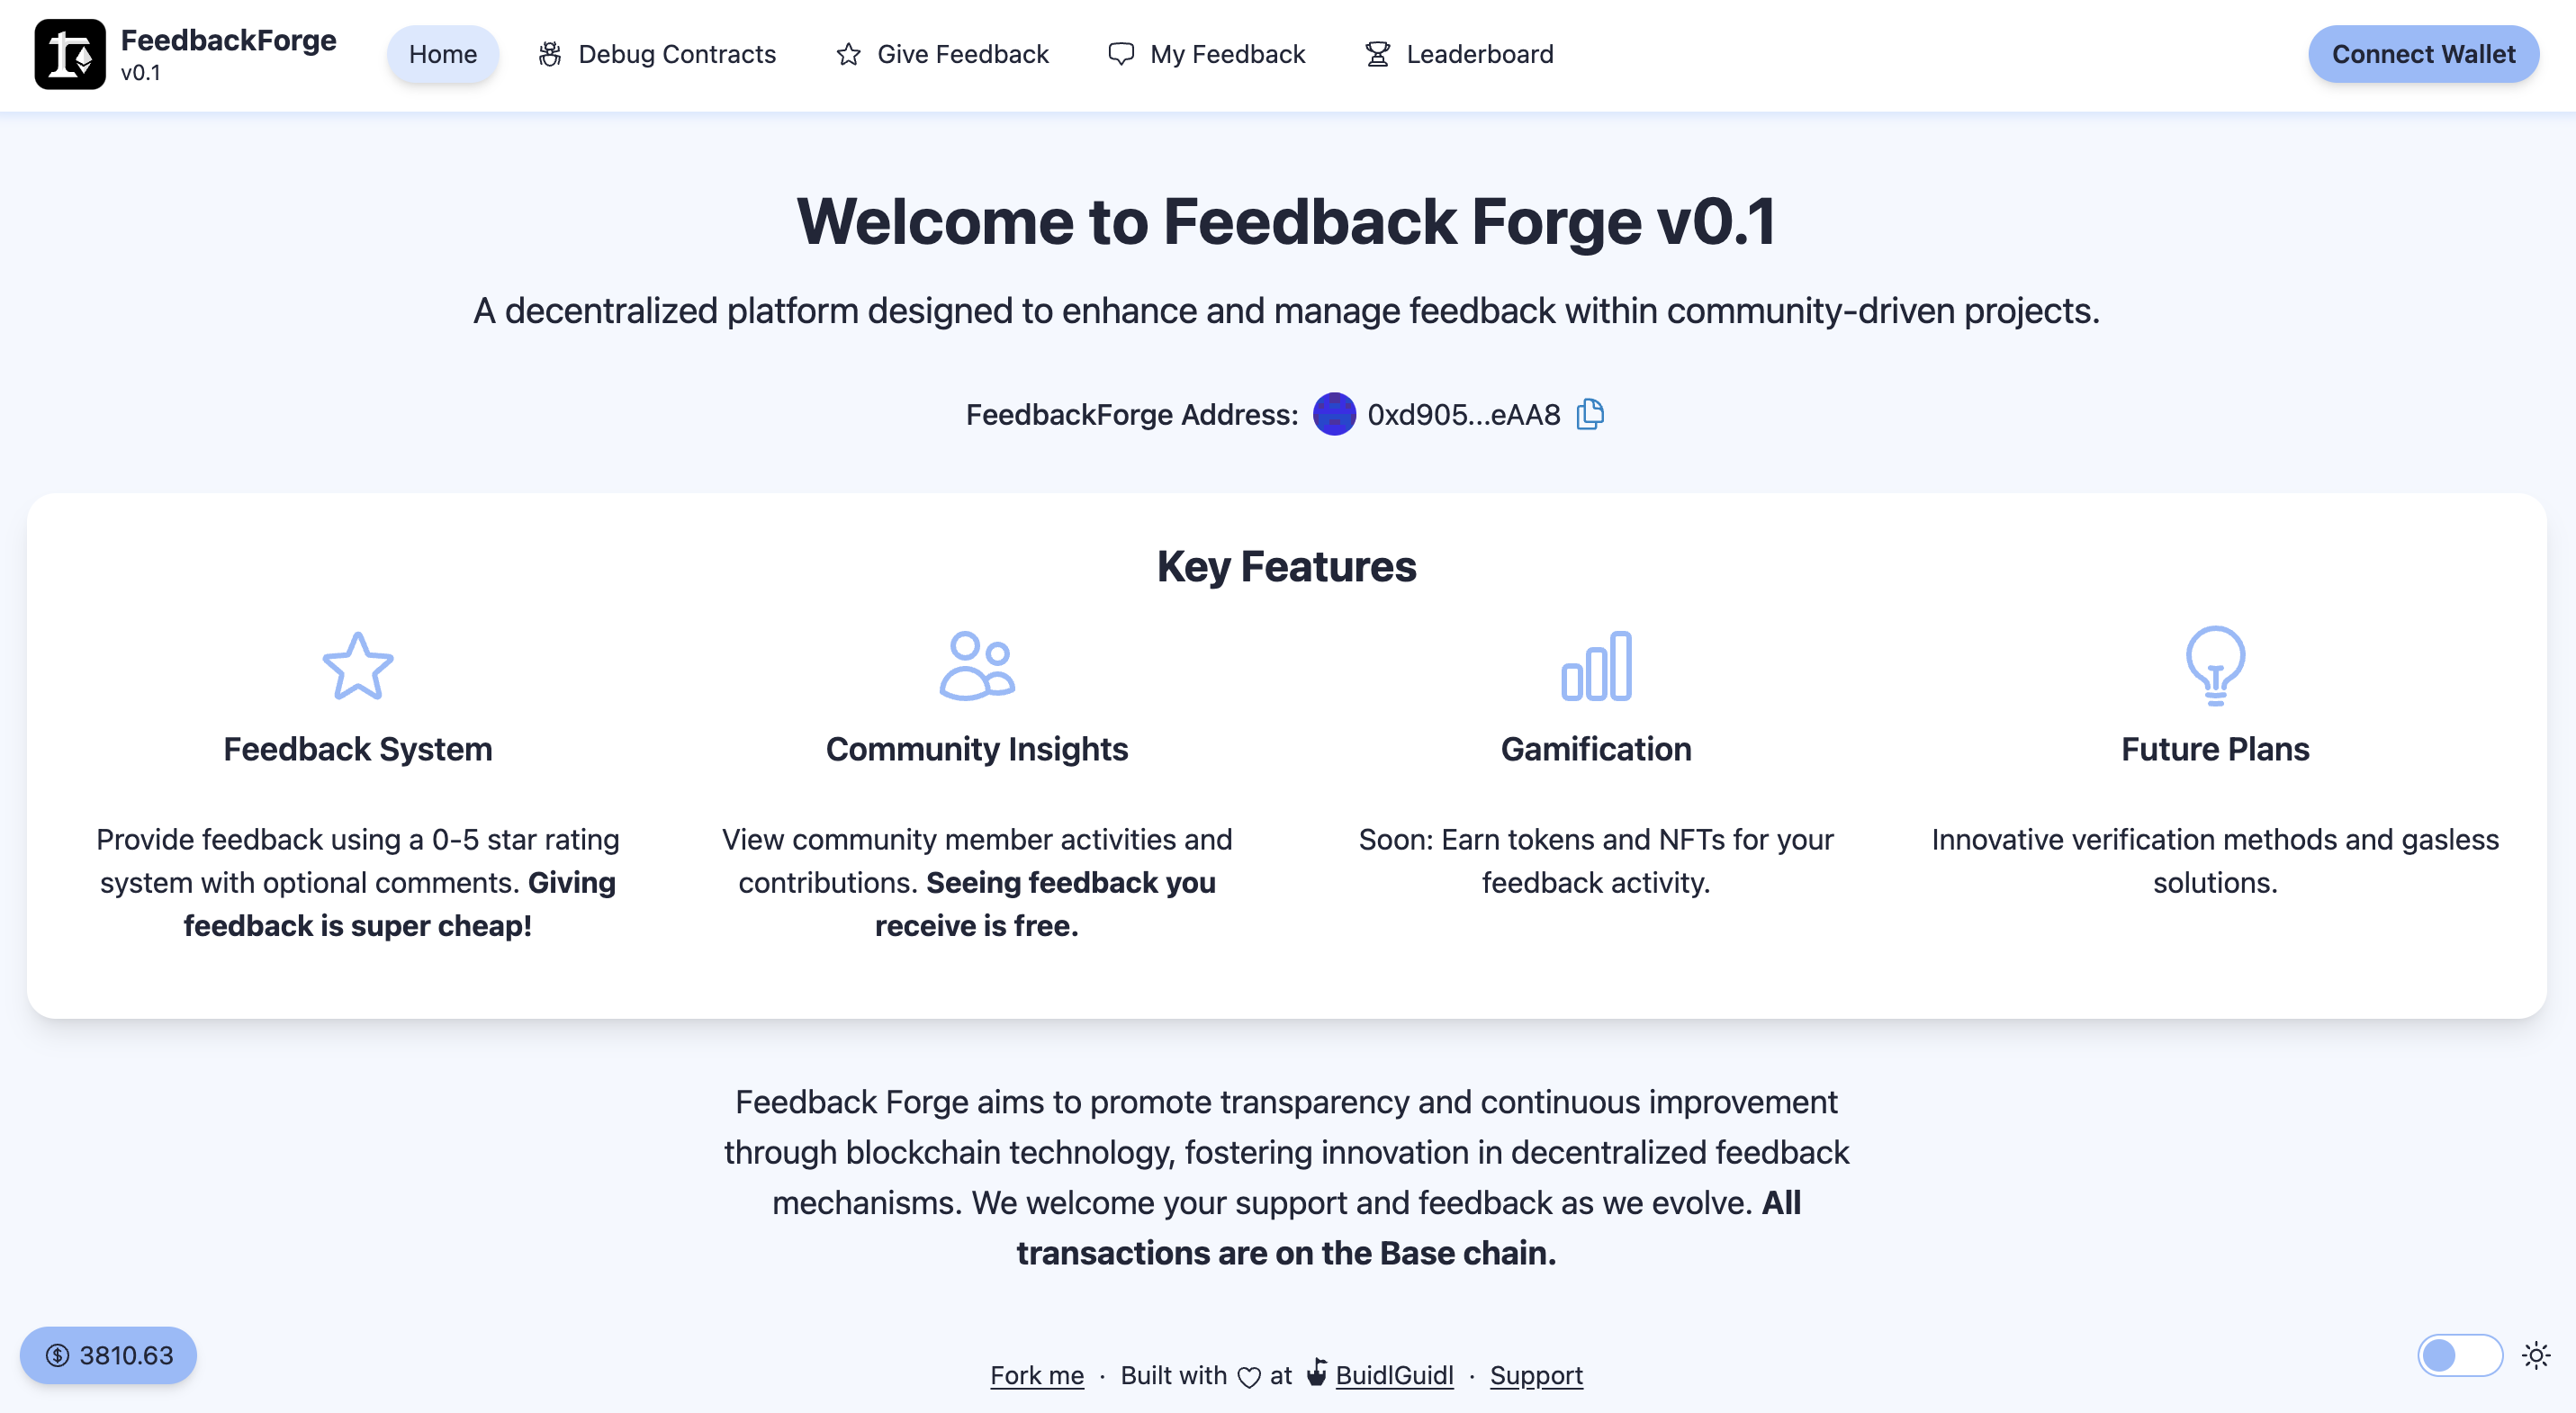 FeedbackForge
v0.1
Home
Debug Contracts
Give Feedback
My Feedback
Leaderboard
Connect Wallet
Welcome to Feedback Forge v0.1
A decentralized platform designed to enhance and manage feedback within community-driven projects.
FeedbackForge Address: 0xd905...eAA8
Key Features
Feedback System
Provide feedback using a 0-5 star rating
system with optional comments. Giving
feedback is super cheap!
Community Insights
View community member activities and
contributions. Seeing feedback you
receive is free.
Gamification
Soon: Earn tokens and NFTs for your
feedback activity.
Future Plans
Innovative verification methods and gasless
solutions.
Feedback Forge aims to promote transparency and continuous improvement
through blockchain technology, fostering innovation in decentralized feedback
mechanisms. We welcome your support and feedback as we evolve. All
transactions are on the Base chain.
3810.63
Fork me · Built with at BuidlGuidl · Support